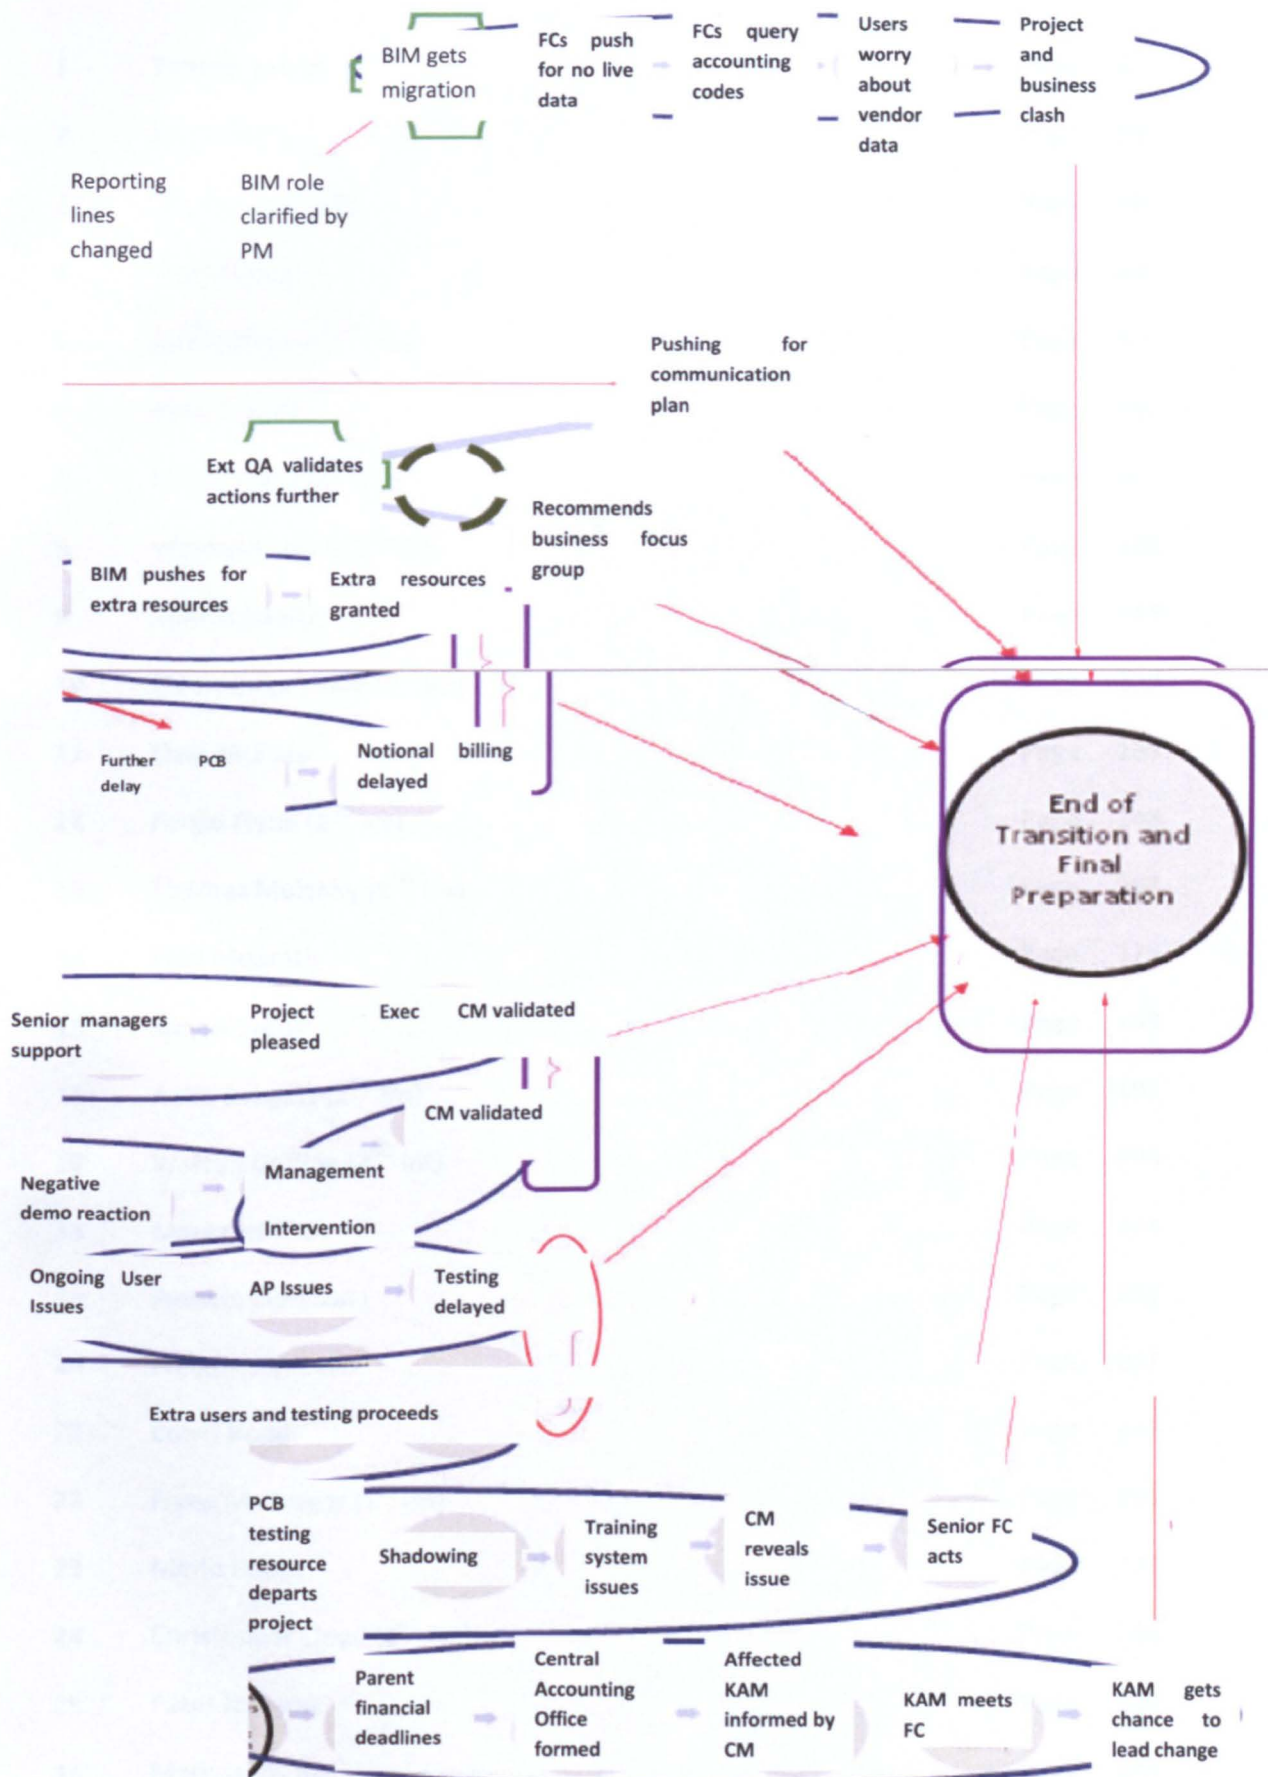 BIM gets
migration
FCs push
for no live
data
FCs query
accounting
codes
Users
worry
about
vendor
data
Project
and
business
clash
Reporting
lines
changed
BIM role
clarified by
PM
Pushing for
communication
plan
Ext QA validates
actions further
Recommends
business focus
group
BIM pushes for
extra resources
Extra resources
granted
Further PCB
delay
Notional billing
delayed
End of
Transition and
Final
Preparation
Senior managers
support
Project Exec
pleased
CM validated
CM validated
Management
Intervention
Negative
demo reaction
Ongoing User
Issues
AP Issues
Testing
delayed
Extra users and testing proceeds
PCB
testing
resource
departs
project
Shadowing
Training
system
issues
CM
reveals
issue
Senior FC
acts
Parent
financial
deadlines
Central
Accounting
Office
formed
Affected
KAM
informed by
CM
KAM meets
FC
KAM gets
chance to
lead change